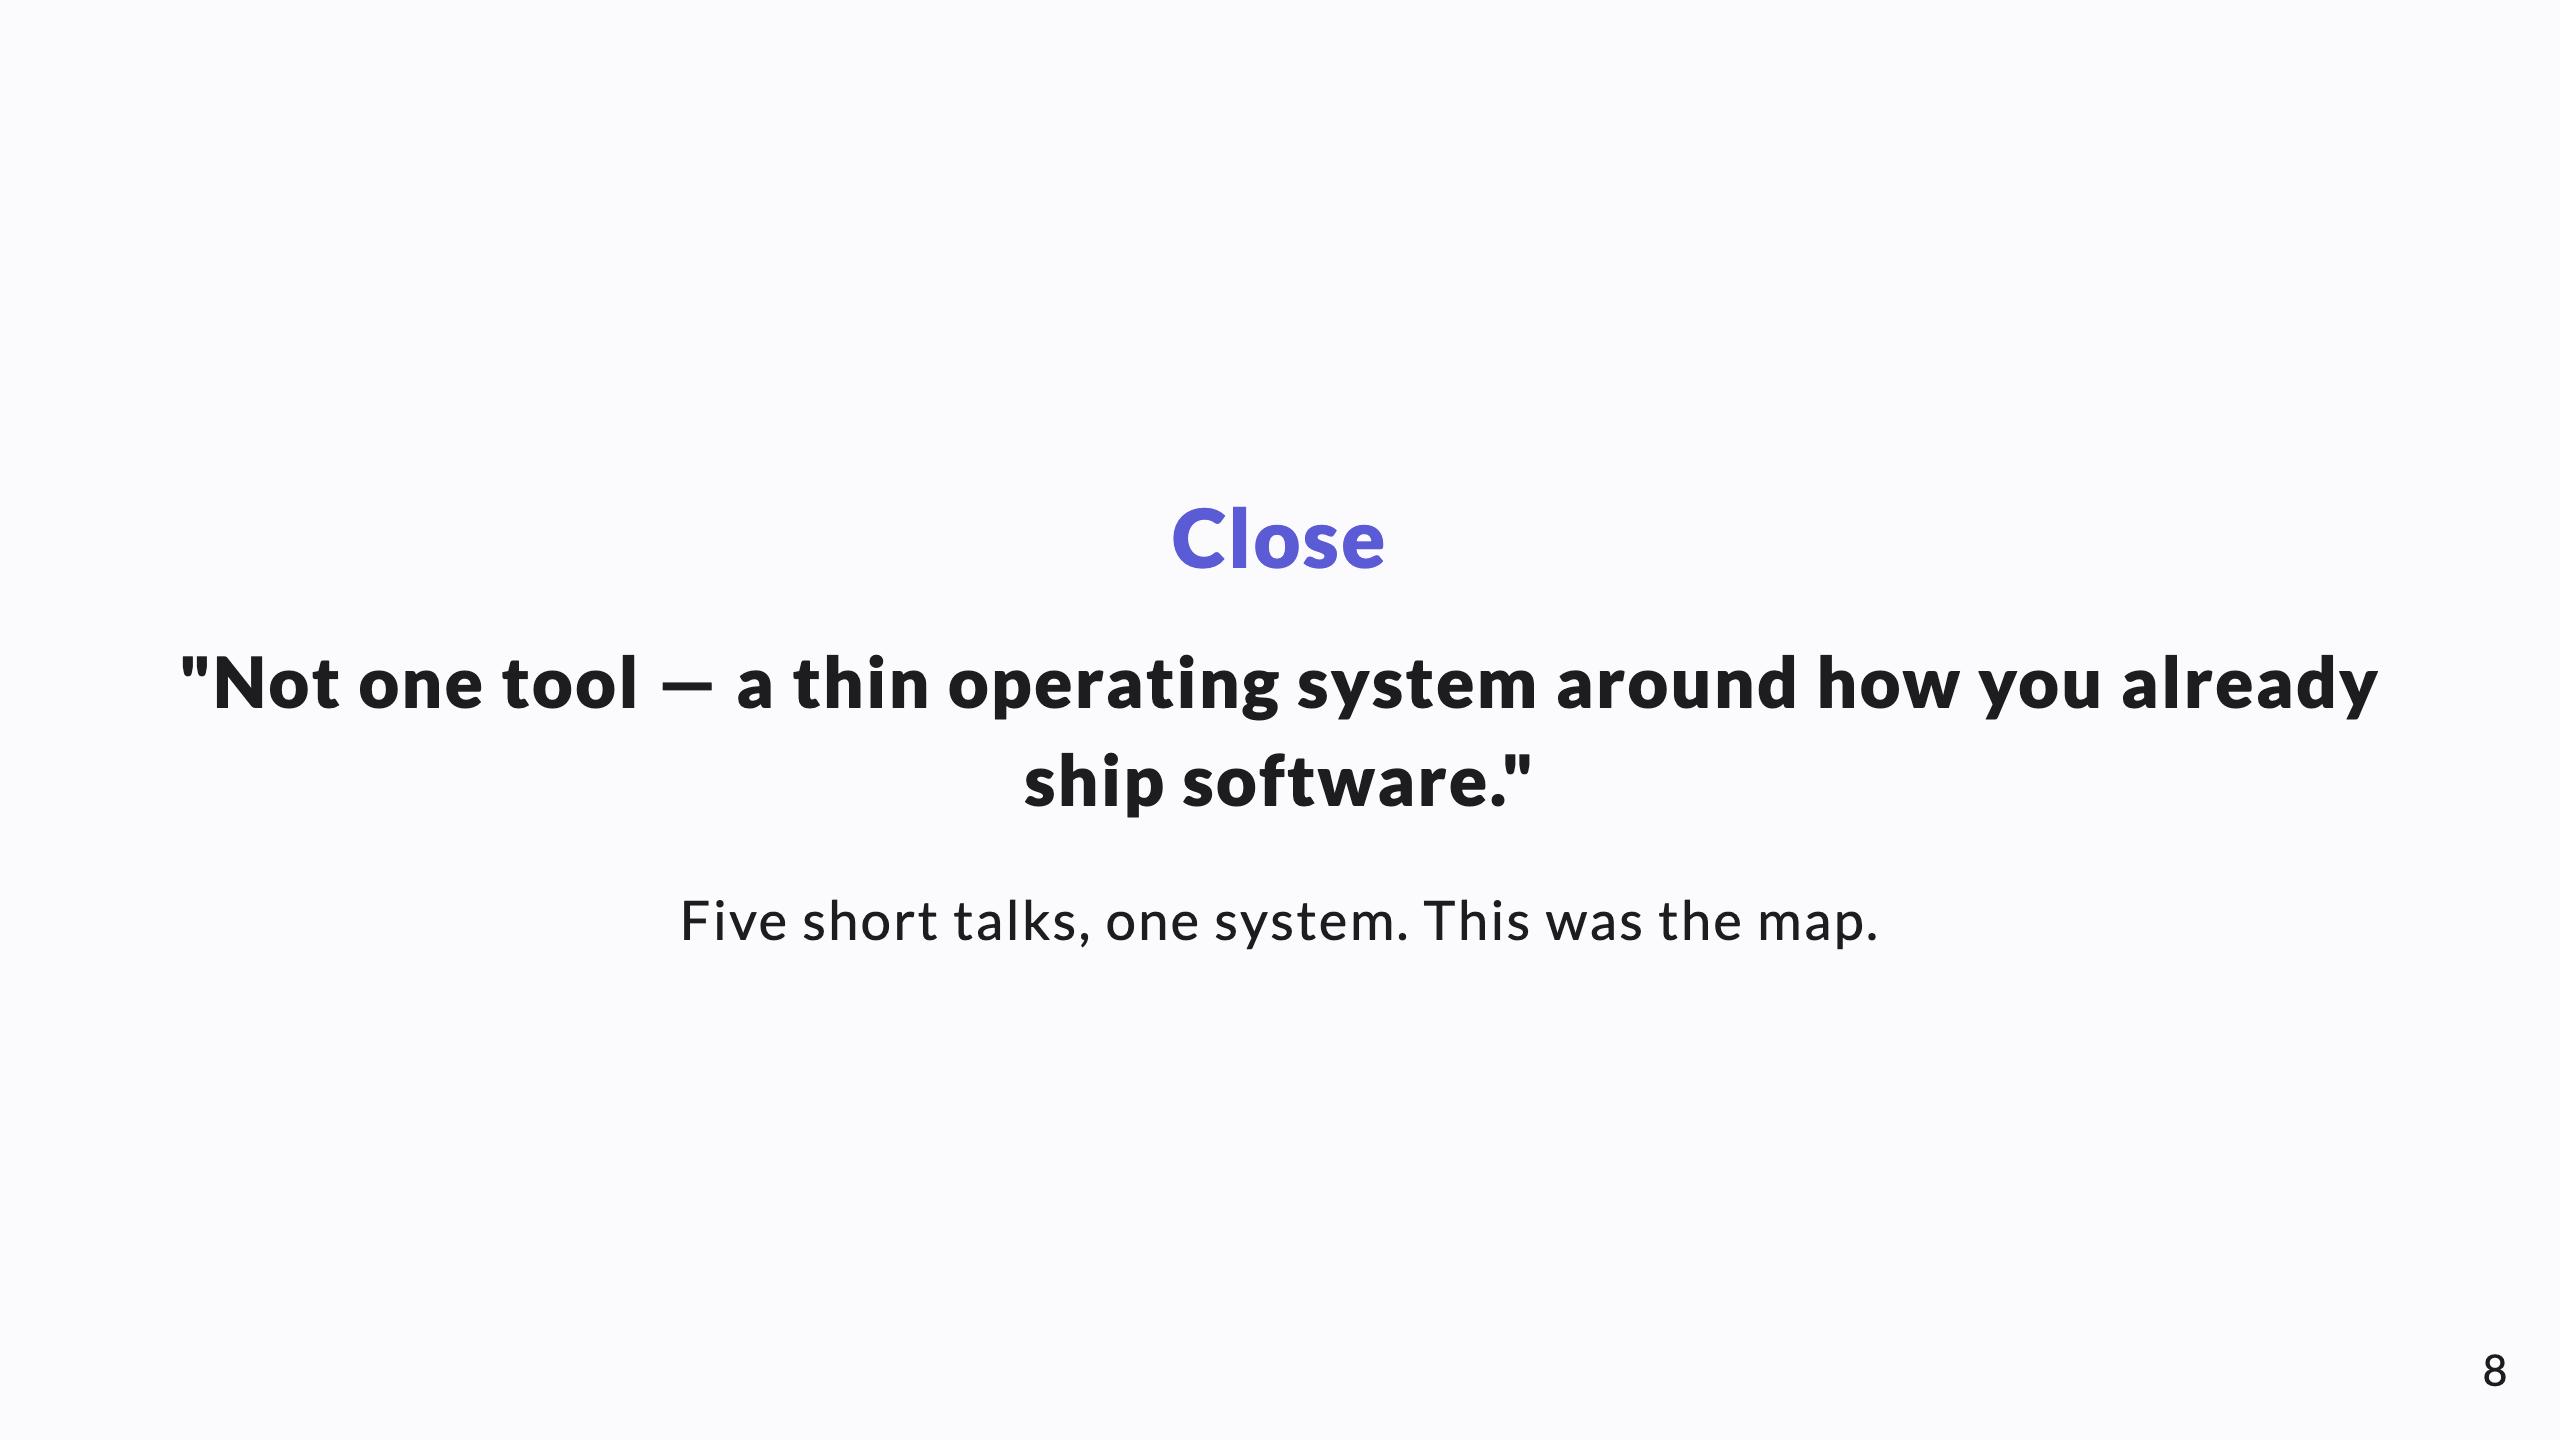 Close
"Not one tool — a thin operating system around how you already
ship software."
Five short talks, one system. This was the map.
8